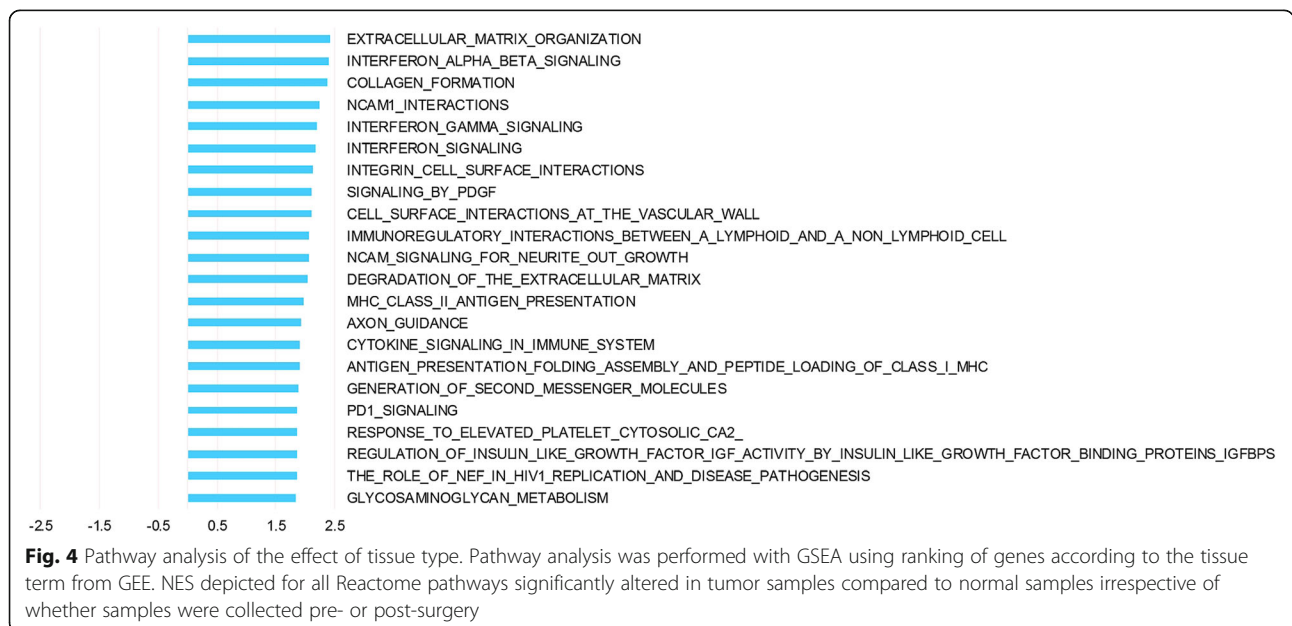 EXTRACELLULAR_MATRIX_ORGANIZATION
INTERFERON_ALPHA_BETA_SIGNALING
COLLAGEN_FORMATION
NCAM1_INTERACTIONS
INTERFERON_GAMMA_SIGNALING
INTERFERON_SIGNALING
INTEGRIN_CELL_SURFACE_INTERACTIONS
SIGNALING_BY_PDGF
CELL_SURFACE_INTERACTIONS_AT_THE_VASCULAR_WALL
IMMUNOREGULATORY_INTERACTIONS_BETWEEN_A_LYMPHOID_AND_A_NON_LYMPHOID_CELL
NCAM_SIGNALING_FOR_NEURITE_OUT_GROWTH
DEGRADATION_OF_THE_EXTRACELLULAR_MATRIX
MHC_CLASS_II_ANTIGEN_PRESENTATION
AXON_GUIDANCE
CYTOKINE_SIGNALING_IN_IMMUNE_SYSTEM
ANTIGEN_PRESENTATION_FOLDING_ASSEMBLY_AND_PEPTIDE_LOADING_OF_CLASS_I_MHC
GENERATION_OF_SECOND_MESSENGER_MOLECULES
PD1_SIGNALING
RESPONSE_TO_ELEVATED_PLATELET_CYTOSOLIC_CA2_
REGULATION_OF_INSULIN_LIKE_GROWTH_FACTOR_IGF_ACTIVITY_BY_INSULIN_LIKE_GROWTH_FACTOR_BINDING_PROTEINS_IGFBPS
THE_ROLE_OF_NEF_IN_HIV1_REPLICATION_AND_DISEASE_PATHOGENESIS
GLYCOSAMINOGLYCAN_METABOLISM
-2.5 -1.5 -0.5 0.5 1.5 2.5
Fig. 4 Pathway analysis of the effect of tissue type. Pathway analysis was performed with GSEA using ranking of genes according to the tissue
term from GEE. NES depicted for all Reactome pathways significantly altered in tumor samples compared to normal samples irrespective of
whether samples were collected pre- or post-surgery